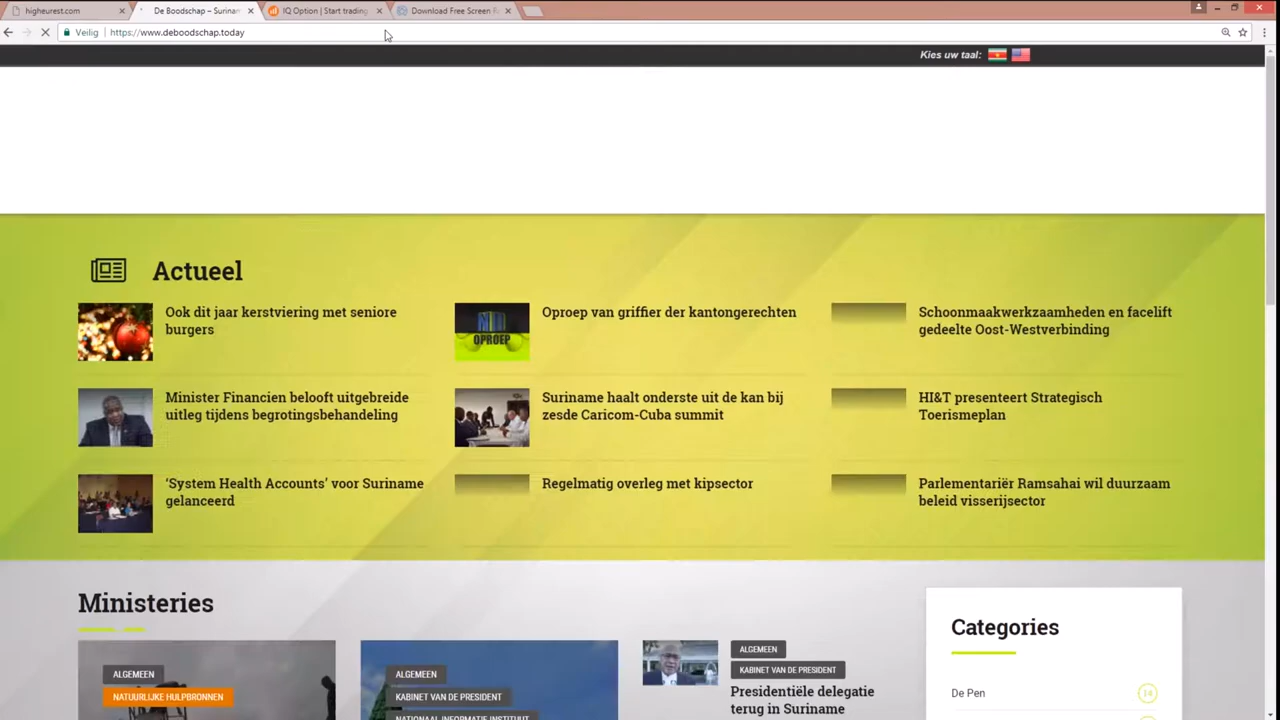 higheurest.com
De Boodschap – Surinan
IQ Option | Start trading
Download Free Screen R
Veilig
https://www.deboodschap.today
Kies uw taal:
Actueel
Ook dit jaar kerstviering met seniore
burgers
OPROEP
Oproep van griffier der kantongerechten
Schoonmaakwerkzaamheden en facelift
gedeelte Oost-Westverbinding
Minister Financien belooft uitgebreide
uitleg tijdens begrotingsbehandeling
Suriname haalt onderste uit de kan bij
zesde Caricom-Cuba summit
HI&T presenteert Strategisch
Toerismeplan
‘System Health Accounts’ voor Suriname
gelanceerd
Regelmatig overleg met kipsector
Parlementariër Ramsahai wil duurzaam
beleid visserijsector
Ministeries
ALGEMEEN
NATUURLIJKE HULPBRONNEN
ALGEMEEN
KABINET VAN DE PRESIDENT
NATIONAAL INFORMATIE INSTITUUT
ALGEMEEN
KABINET VAN DE PRESIDENT
Presidentiële delegatie
terug in Suriname
Categories
De Pen
14